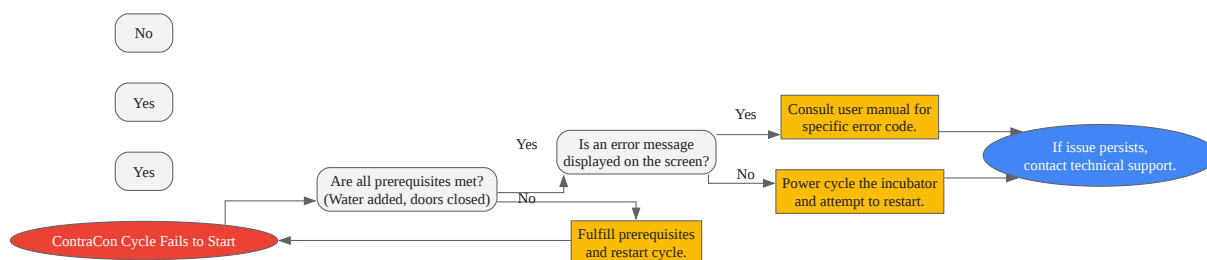 No
Yes
Yes
ContraCon Cycle Fails to Start
Are all prerequisites met?
(Water added, doors closed)
Yes
No
Is an error message
displayed on the screen?
Fulfill prerequisites
and restart cycle.
Yes
No
Consult user manual for
specific error code.
Power cycle the incubator
and attempt to restart.
If issue persists,
contact technical support.